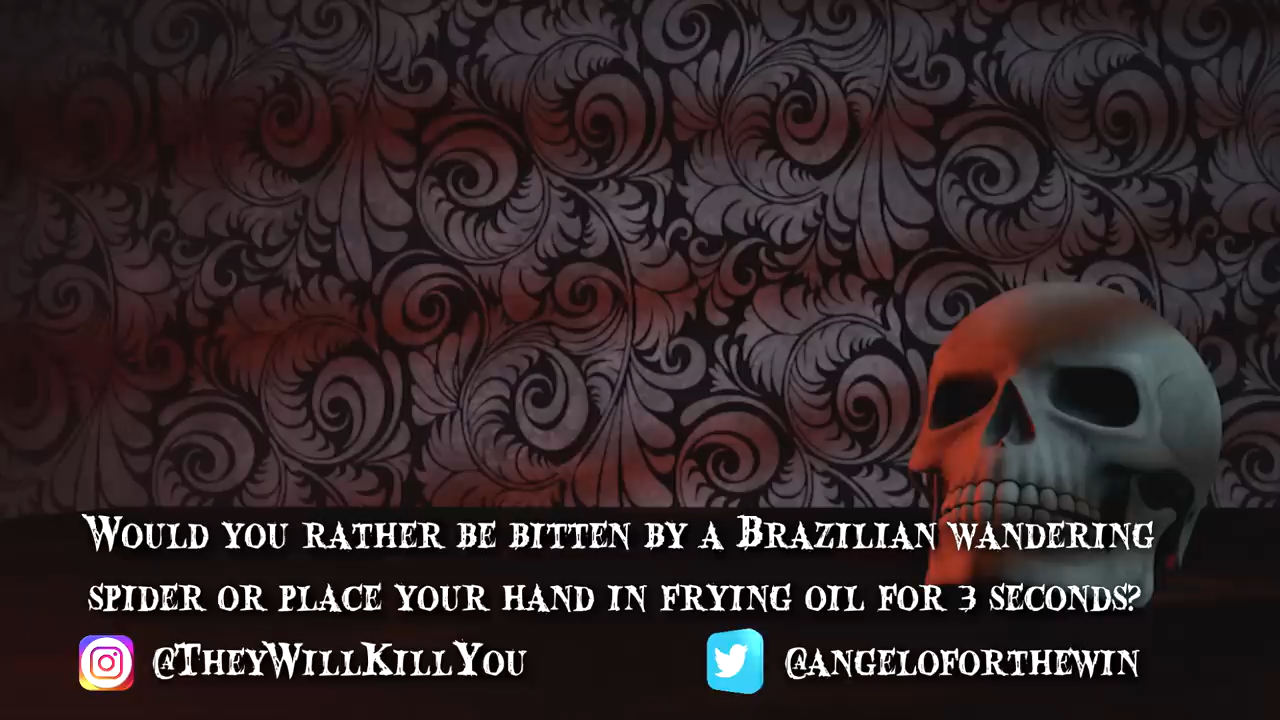 Would you rather be bitten by a Brazilian wandering
spider or place your hand in frying oil for 3 seconds?
@TheyWillKillYou
@angeloforthewin